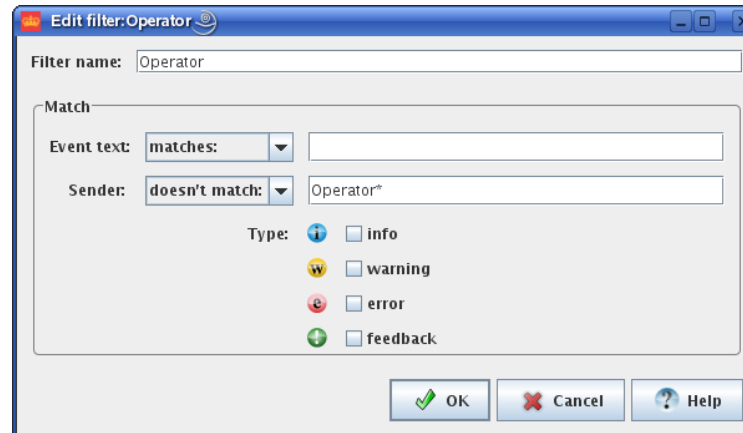 Edit filter:Operator
Filter name: Operator
Match
Event text: matches:
Sender: doesn't match: Operator*
Type: i info
w warning
e error
feedback
OK Cancel ? Help